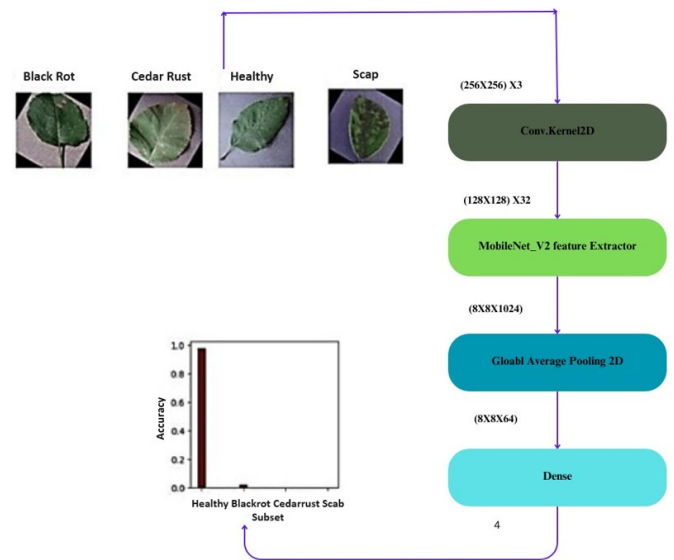 Black Rot
Cedar Rust
Healthy
Scap
(256X256) X3
Conv.Kernel2D
(128X128) X32
MobileNet_V2 feature Extractor
(8X8X1024)
Gloabl Average Pooling 2D
(8X8X64)
Dense
4
1.0
0.8
0.6
0.4
0.2
0.0
Accuracy
Healthy Blackrot Cedarrust Scab
Subset